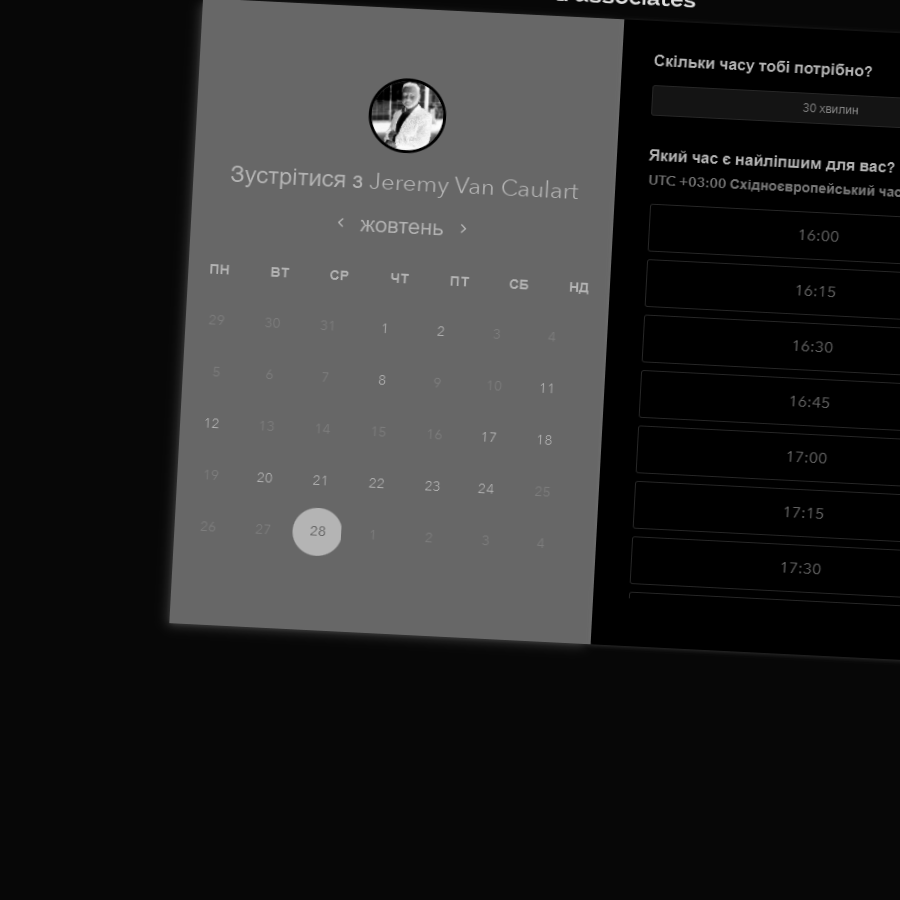 associates
Зустрітися з Jeremy Van Caulart
жовтень
ПН ВТ СР ЧТ ПТ СБ НД
29 30 31 1 2 3 4
5 6 7 8 9 10 11
12 13 14 15 16 17 18
19 20 21 22 23 24 25
26 27 28 1 2 3 4
Скільки часу тобі потрібно?
30 хвилин
Який час є найліпшим для вас?
UTC +03:00 Східноєвропейський час
16:00
16:15
16:30
16:45
17:00
17:15
17:30